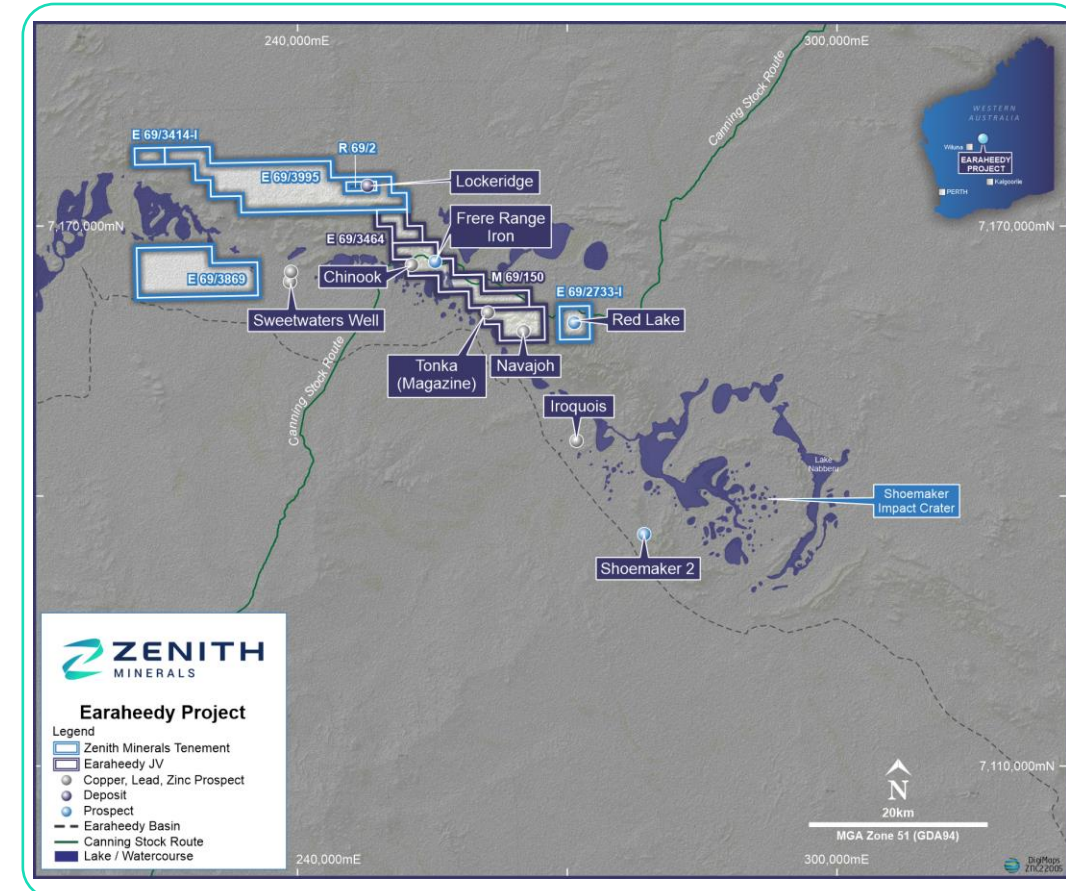 240,000mE
300,000mE
Canning Stock Route
WESTERN
AUSTRALIA
Wiluna
EARAHEEDY
PROJECT
Kalgoorlie
PERTH
E 69/3414-I
R 69/2
E 69/3995
Lockeridge
7,170,000mN
7,170,000mN
Frere Range
Iron
E 69/3464
Chinook
M 69/150
E 69/3869
E 69/2733-I
Sweetwaters Well
Red Lake
Tonka
(Magazine)
Navajoh
Canning Stock Route
Iroquois
Lake
Nabberu
Shoemaker
Impact Crater
Shoemaker 2
ZENITH
MINERALS
Earaheedy Project
Legend
Zenith Minerals Tenement
Earaheedy JV
Copper, Lead, Zinc Prospect
Deposit
Prospect
Earaheedy Basin
Canning Stock Route
Lake / Watercourse
7,110,000mN
N
20km
MGA Zone 51 (GDA94)
240,000mE
300,000mE
DigMaps
ZNC22005